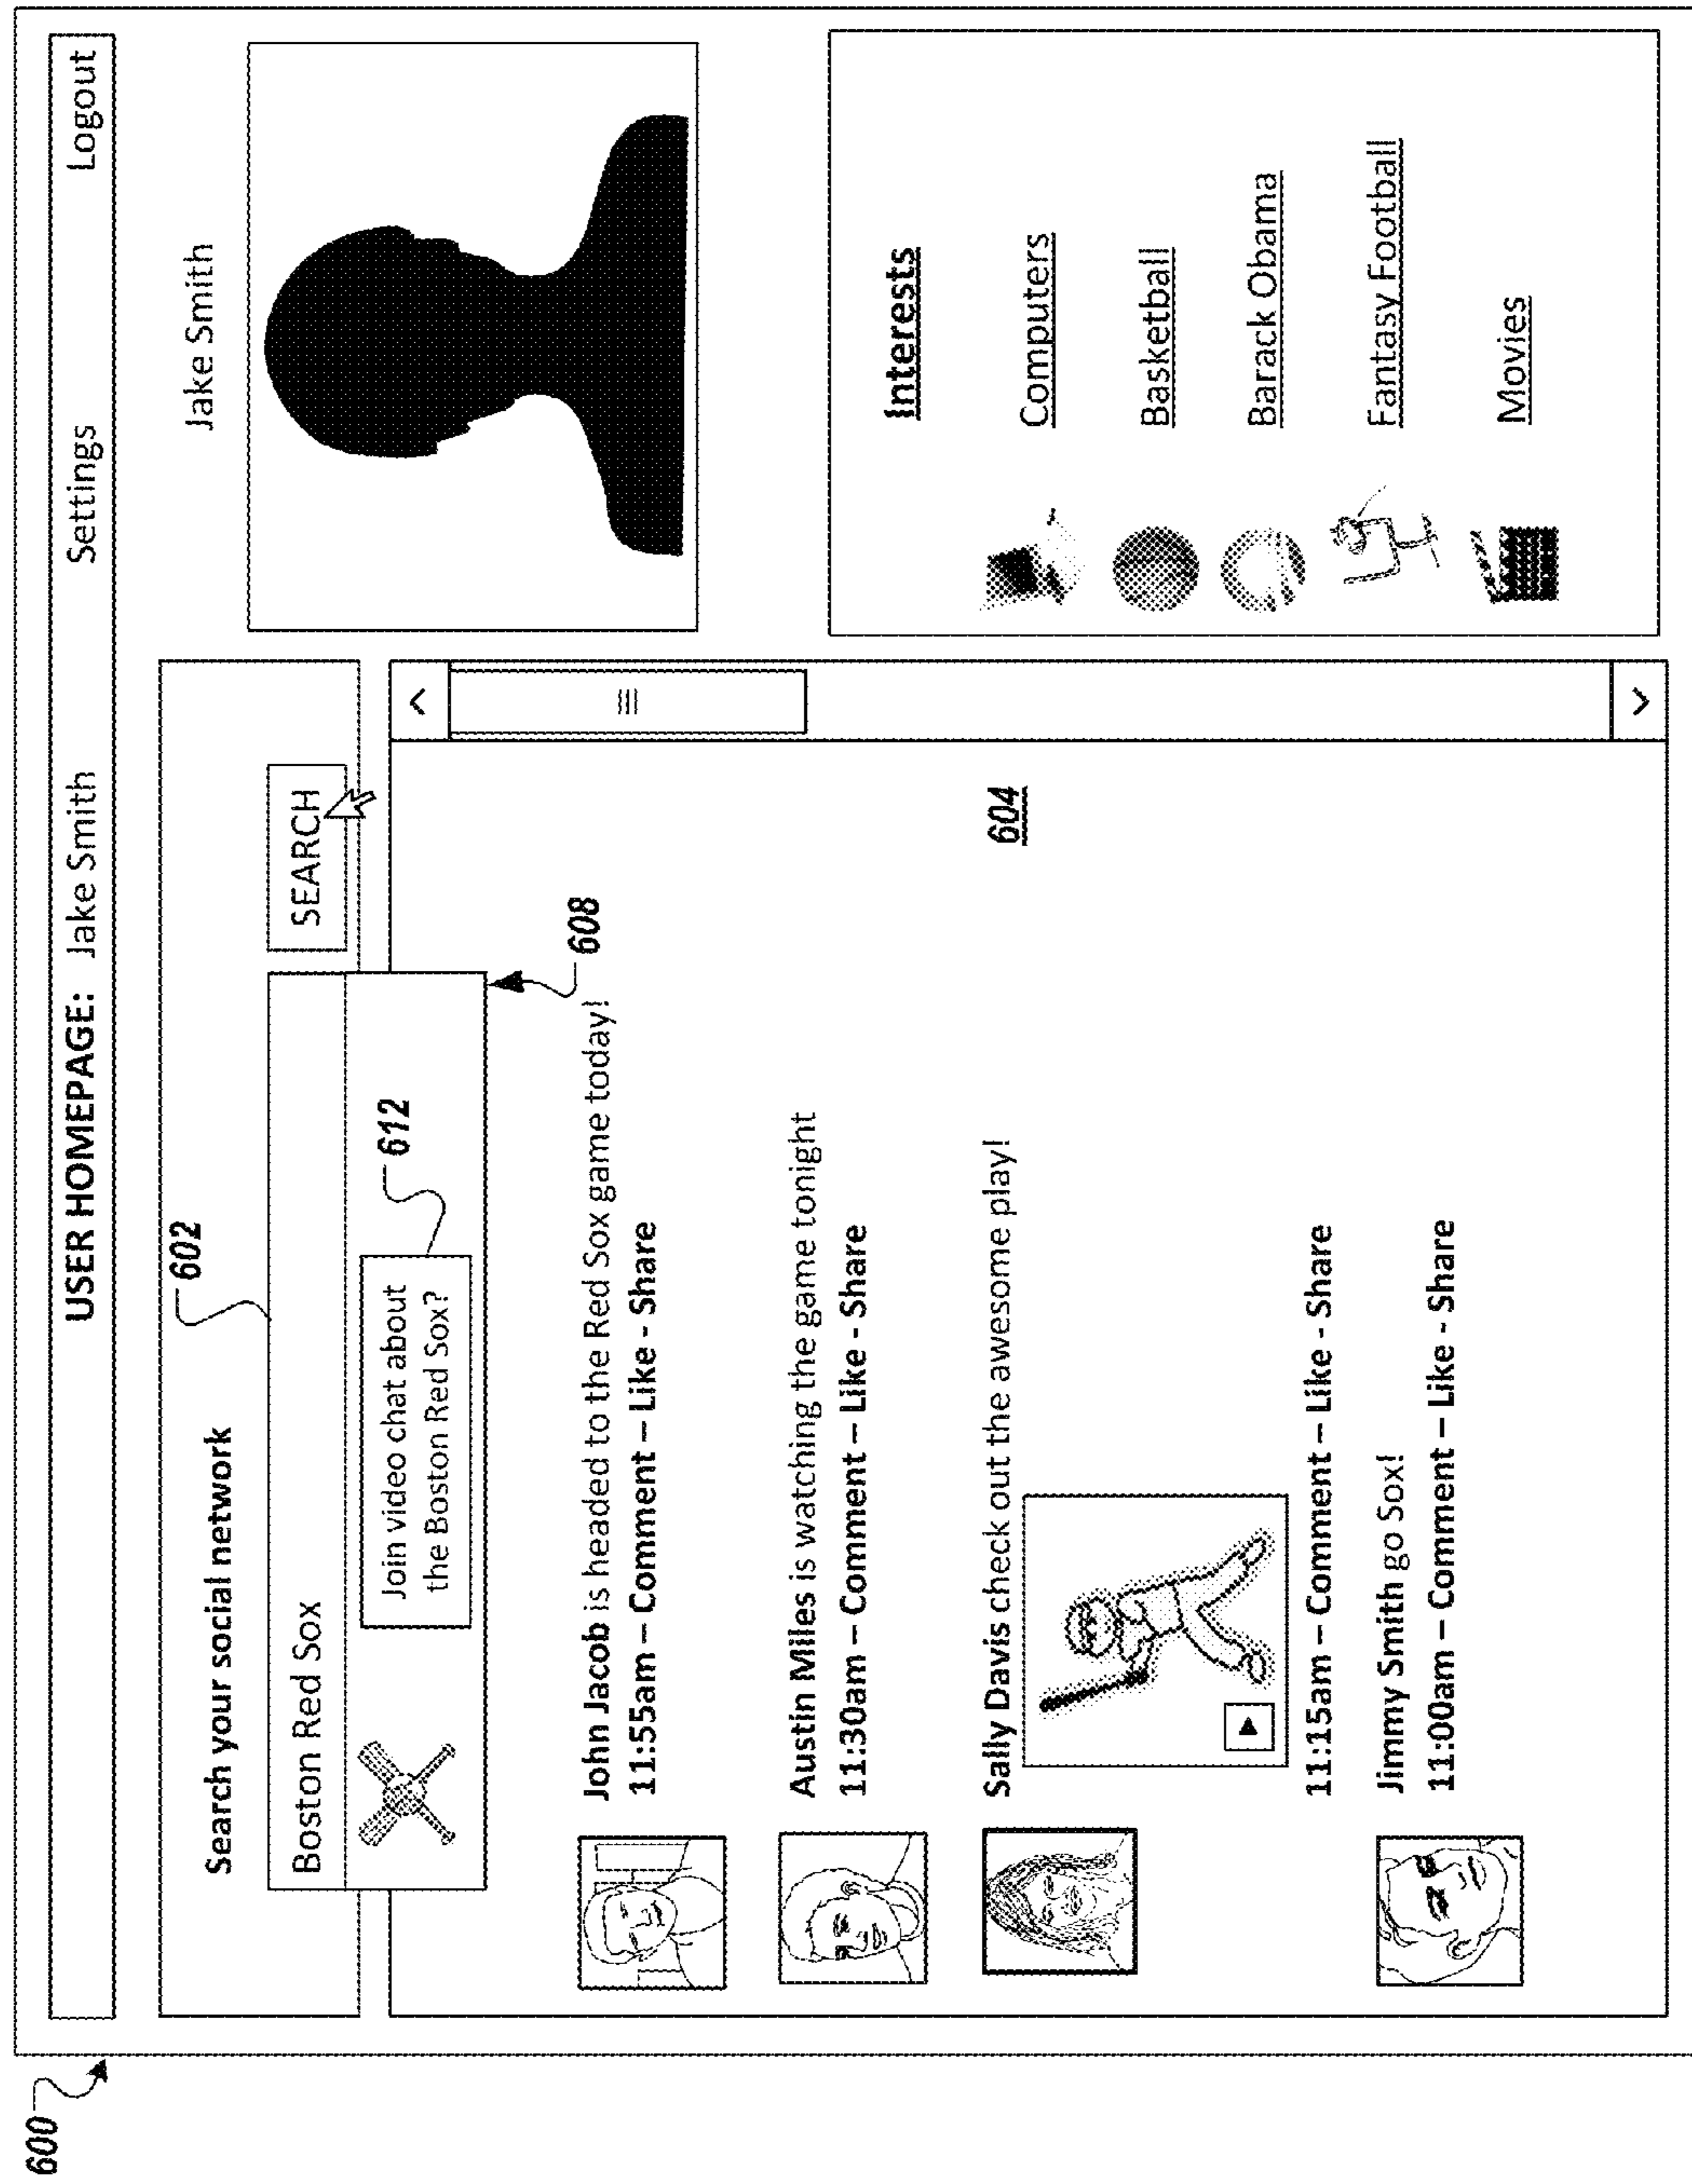 600
USER HOMEPAGE: Jake Smith Settings Logout
Search your social network
602
Boston Red Sox
SEARCH
Join video chat about
the Boston Red Sox?
612
608
John Jacob is headed to the Red Sox game today!
11:55am – Comment – Like - Share
Austin Miles is watching the game tonight
11:30am – Comment – Like - Share
Sally Davis check out the awesome play!
604
11:15am – Comment – Like - Share
Jimmy Smith go Sox!
11:00am – Comment – Like - Share
Jake Smith
Interests
Computers
Basketball
Barack Obama
Fantasy Football
Movies